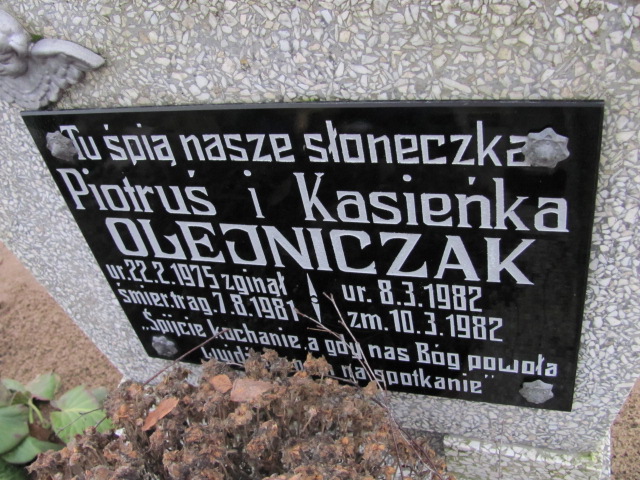 Tu śpią nasze słoneczka
Piotruś i Kasieńka
OLEJNICZAK
ur. 22.2.1975 zginął ur. 8.3.1982
śmier. trag. 7.8.1981 zm. 10.3.1982
„Śpijcie kochanie, a gdy nas Bóg powoła
na spotkanie”